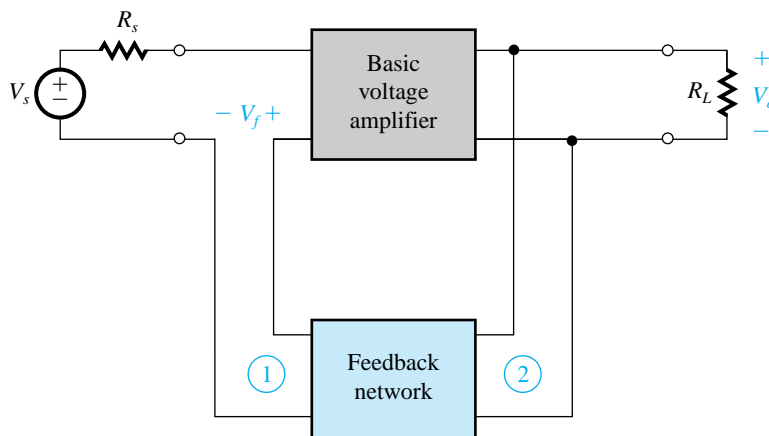 R_s
+
−
V_s
Basic
voltage
amplifier
− V_f +
+
R_L
−
1
Feedback
network
2